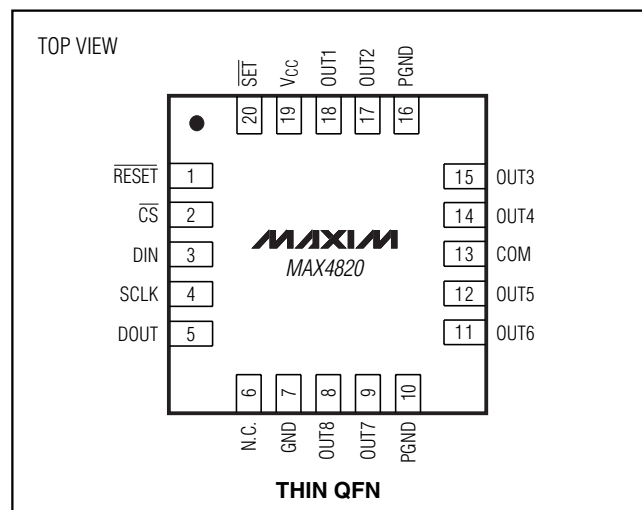 TOP VIEW
SET
VCC
OUT1
OUT2
PGND
20
19
18
17
16
RESET 1
CS 2
DIN 3
SCLK 4
DOUT 5
MAXIM
MAX4820
15 OUT3
14 OUT4
13 COM
12 OUT5
11 OUT6
6
7
8
9
10
N.C.
GND
OUT8
OUT7
PGND
THIN QFN